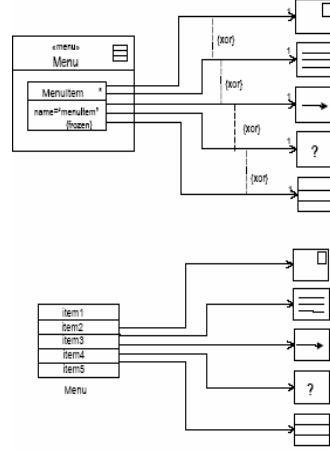 «menu»
Menu
MenuItem *
name="menuItem"
{frozen}
1
{xor}
1
{xor}
1
{xor}
1
?
{xor}
1
item1
item2
item3
item4
item5
Menu
?